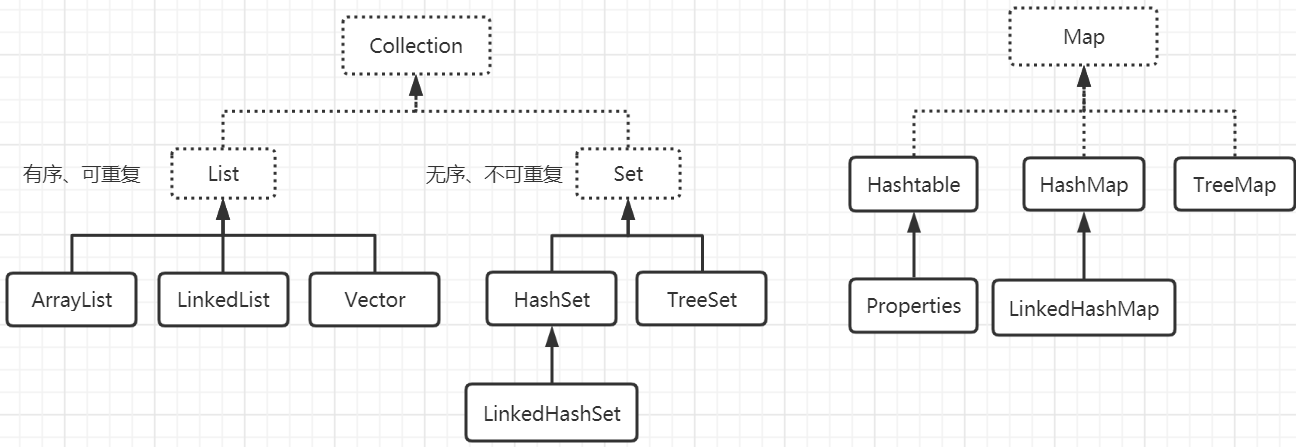 Collection
Map
有序、可重复
List
无序、不可重复
Set
Hashtable
HashMap
TreeMap
ArrayList
LinkedList
Vector
HashSet
TreeSet
Properties
LinkedHashMap
LinkedHashSet